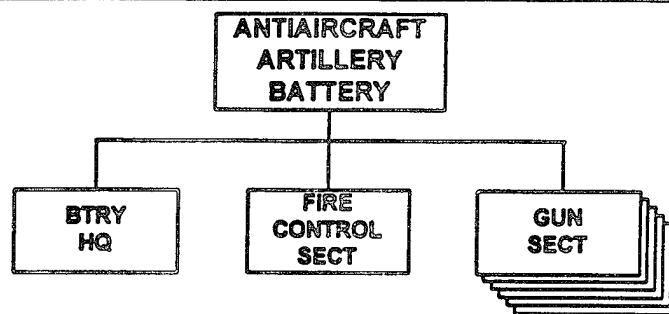 ANTIAIRCRAFT
ARTILLERY
BATTERY
BTRY
HQ
FIRE
CONTROL
SECT
GUN
SECT